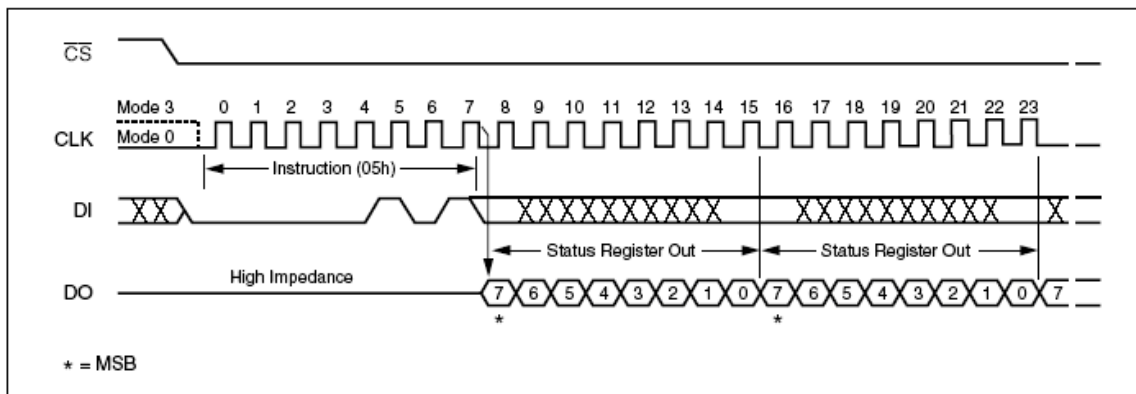 CS
Mode 3 0 1 2 3 4 5 6 7 8 9 10 11 12 13 14 15 16 17 18 19 20 21 22 23
CLK Mode 0
Instruction (05h)
DI
Status Register Out Status Register Out
High Impedance
DO 7 6 5 4 3 2 1 0 7 6 5 4 3 2 1 0 7
* *
* = MSB